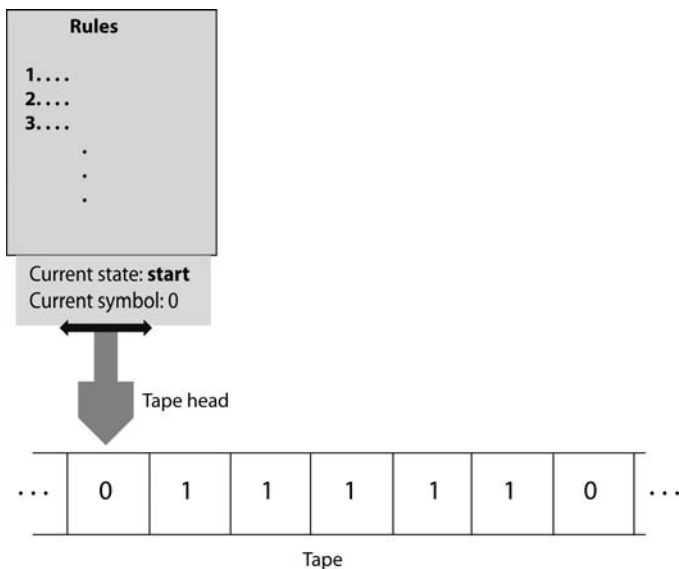 Rules
1....
2....
3....
.
.
.
Current state: start
Current symbol: 0
Tape head
... 0 1 1 1 1 1 0 ...
Tape